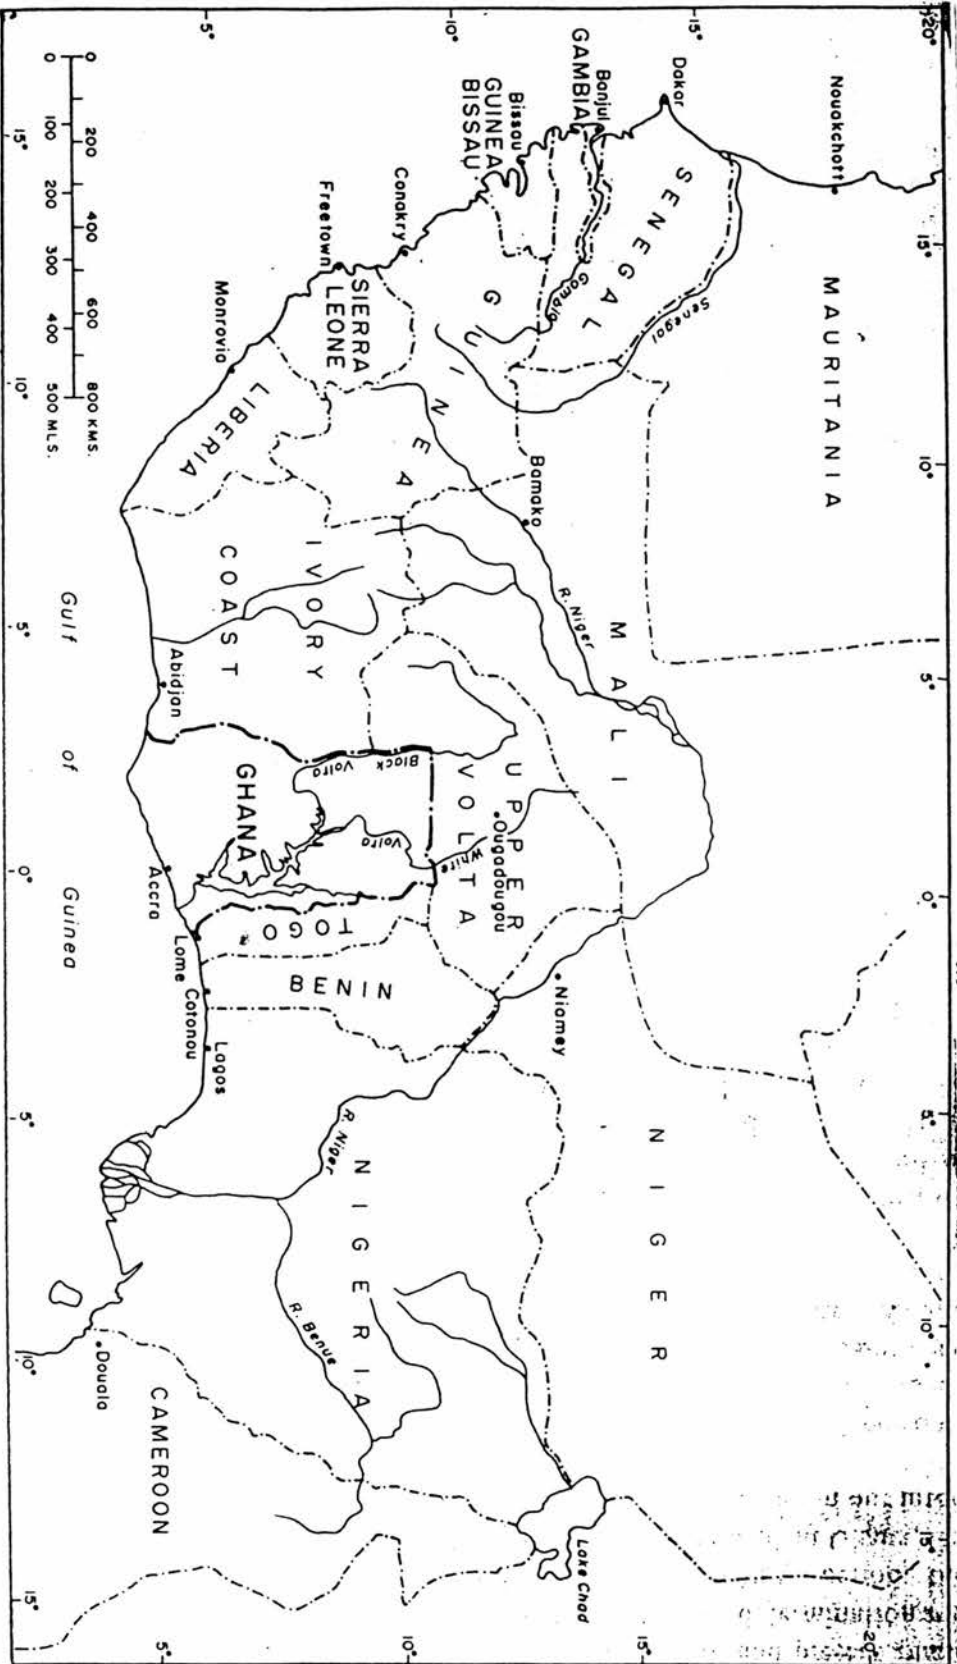 20°
15°
10°
5°
Nouakchott
MAURITANIA
Dakar
SENEGAL
Senegal
Banjul
GAMBIA
Gambia
Bissau
GUINEA
BISSAU
GUINEA
Conakry
Freetown
SIERRA
LEONE
Monrovia
LIBERIA
Bamako
R. Niger
MALI
IVORY
COAST
Abidjan
UPPER
VOLTA
Ougadougou
Black
Volta
White
Volta
GHANA
Accra
TOGO
Lome
BENIN
Cotonou
Lagos
Niamey
NIGER
R. Niger
NIGERIA
R. Benue
Lake Chad
CAMEROON
Douala
Gulf of Guinea
15°
10°
5°
0°
5°
10°
15°
15°
10°
5°
0°
5°
10°
15°
20°
15°
10°
5°
0 200 400 600 800 KMS.
0 100 200 300 400 500 MLS.